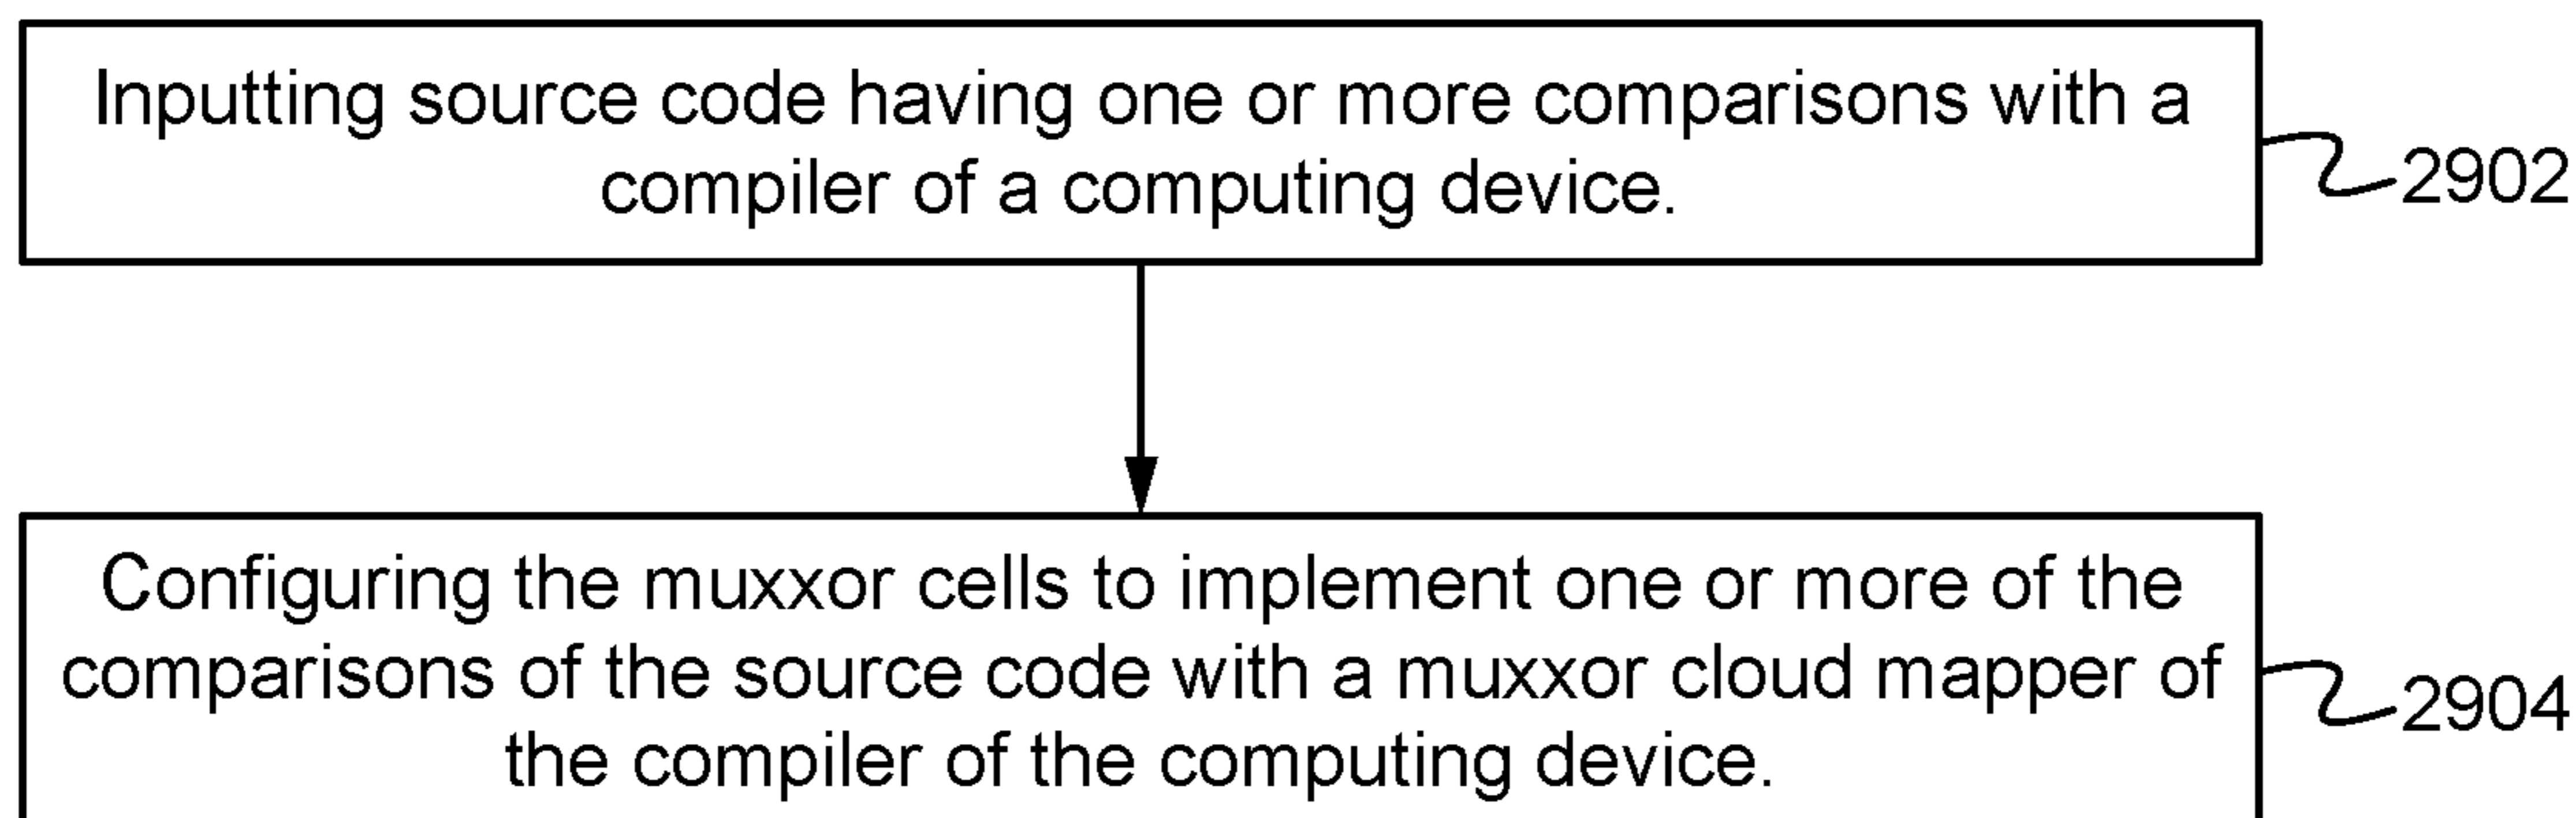 Inputting source code having one or more comparisons with a
compiler of a computing device.
2902
Configuring the muxxor cells to implement one or more of the
comparisons of the source code with a muxxor cloud mapper of
the compiler of the computing device.
2904